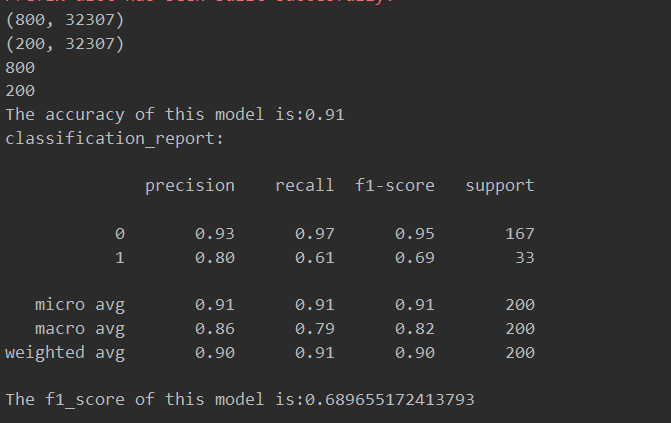 (800, 32307)
(200, 32307)
800
200
The accuracy of this model is:0.91
classification_report:
precision recall f1-score support
0 0.93 0.97 0.95 167
1 0.80 0.61 0.69 33
micro avg 0.91 0.91 0.91 200
macro avg 0.86 0.79 0.82 200
weighted avg 0.90 0.91 0.90 200
The f1_score of this model is:0.689655172413793